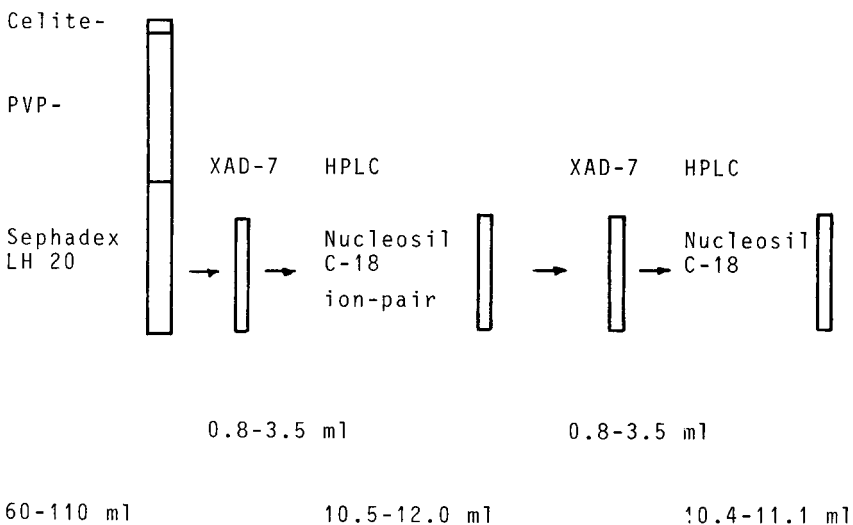 Celite-
PVP-
XAD-7 HPLC XAD-7 HPLC
Sephadex
LH 20
Nucleosil
C-18
ion-pair
Nucleosil
C-18
0.8-3.5 ml 0.8-3.5 ml
60-110 ml 10.5-12.0 ml 10.4-11.1 ml